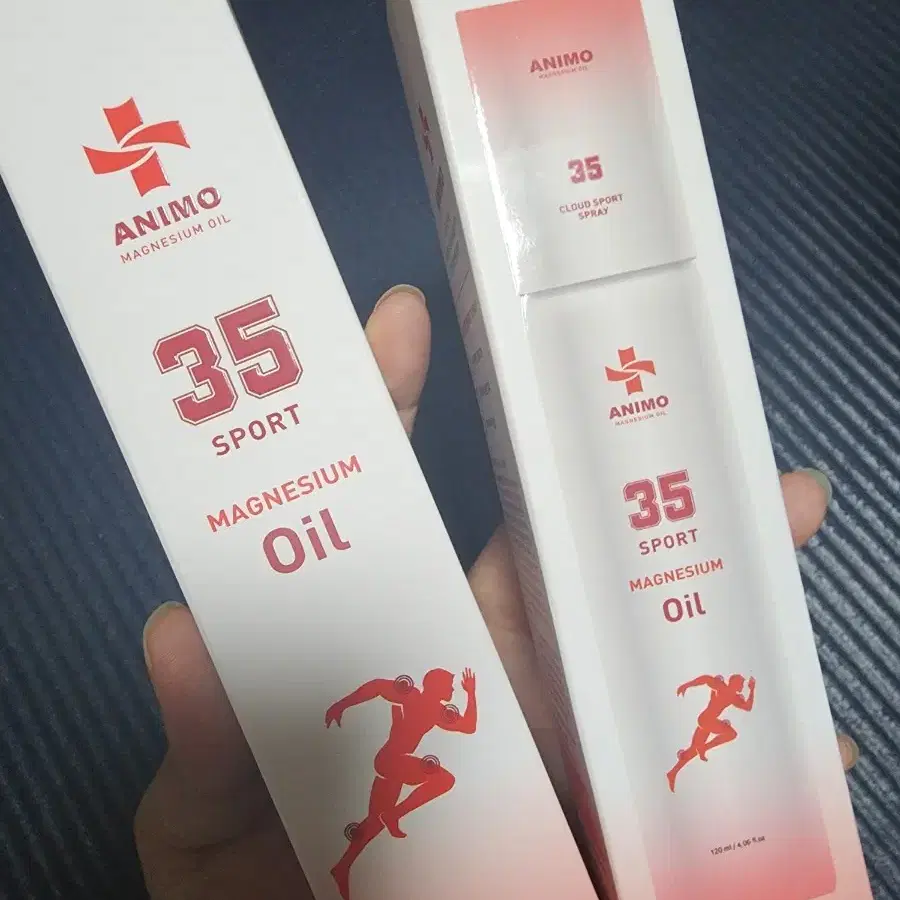 ANIMO
MAGNESIUM OIL
35
SPORT
MAGNESIUM
Oil
ANIMO
MAGNESIUM OIL
35
CLOUD SPORT
SPRAY
ANIMO
MAGNESIUM OIL
35
SPORT
MAGNESIUM
Oil
120 ml / 4.06 fl.oz